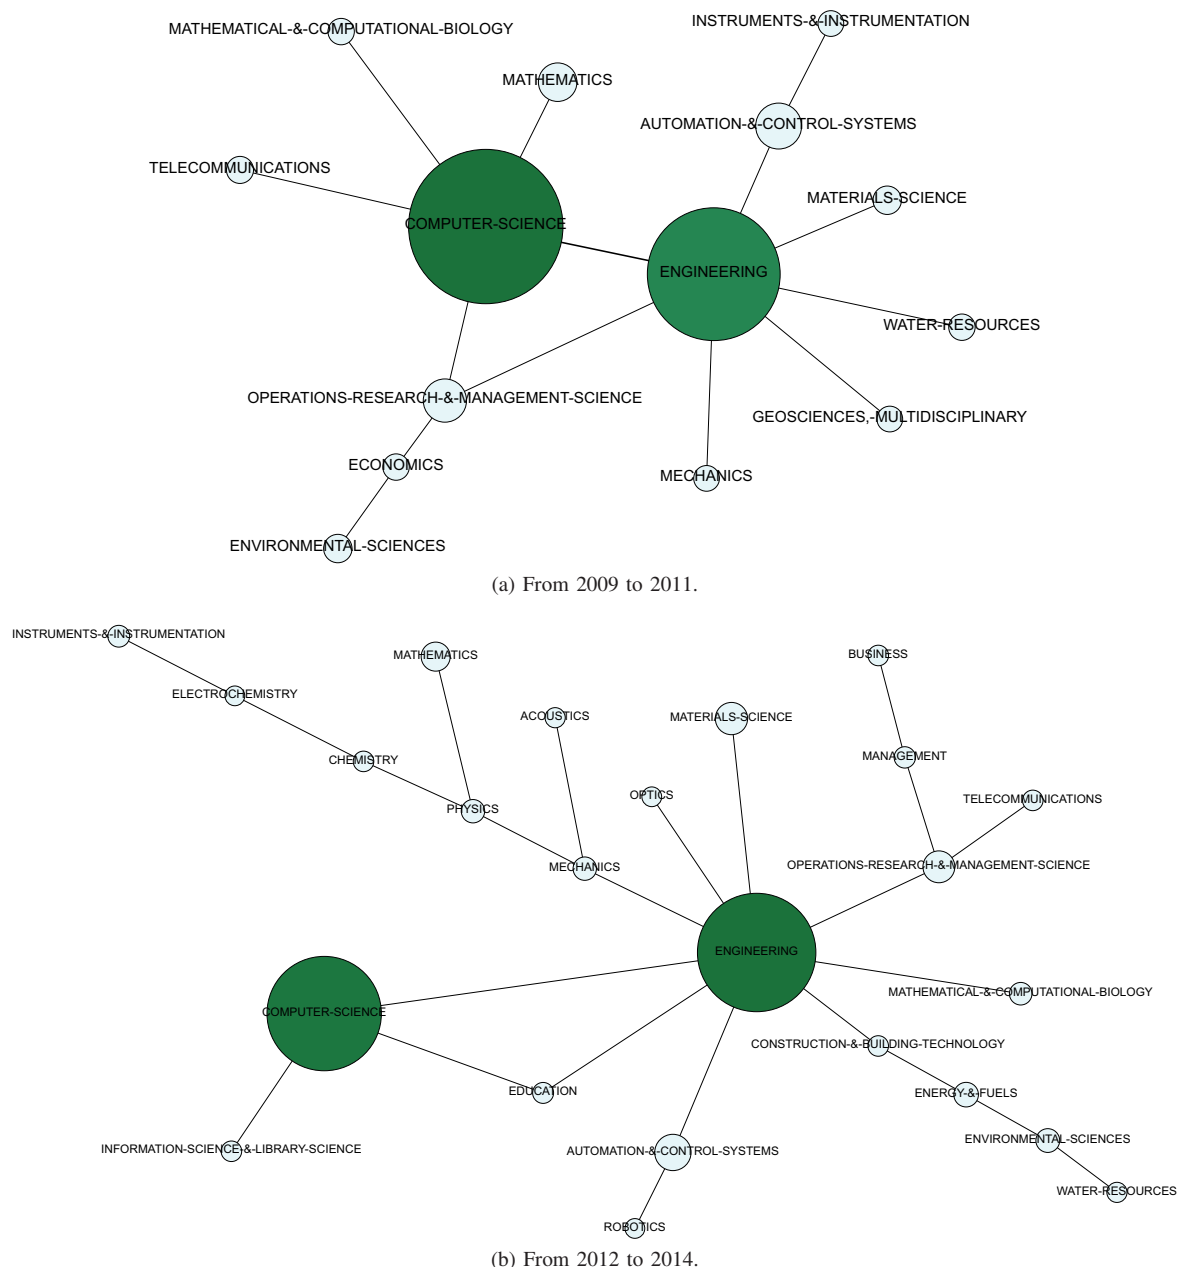 INSTRUMENTS-&-INSTRUMENTATION
MATHEMATICAL-&-COMPUTATIONAL-BIOLOGY
MATHEMATICS
AUTOMATION-&-CONTROL-SYSTEMS
TELECOMMUNICATIONS
MATERIALS-SCIENCE
COMPUTER-SCIENCE
ENGINEERING
WATER-RESOURCES
OPERATIONS-RESEARCH-&-MANAGEMENT-SCIENCE
GEOSCIENCES,-MULTIDISCIPLINARY
ECONOMICS
MECHANICS
ENVIRONMENTAL-SCIENCES
(a) From 2009 to 2011.
INSTRUMENTS-&-INSTRUMENTATION
MATHEMATICS
BUSINESS
ELECTROCHEMISTRY
ACOUSTICS
MATERIALS-SCIENCE
CHEMISTRY
MANAGEMENT
OPTICS
TELECOMMUNICATIONS
PHYSICS
MECHANICS
OPERATIONS-RESEARCH-&-MANAGEMENT-SCIENCE
ENGINEERING
MATHEMATICAL-&-COMPUTATIONAL-BIOLOGY
COMPUTER-SCIENCE
CONSTRUCTION-&-BUILDING-TECHNOLOGY
EDUCATION
ENERGY-&-FUELS
ENVIRONMENTAL-SCIENCES
INFORMATION-SCIENCE-&-LIBRARY-SCIENCE
AUTOMATION-&-CONTROL-SYSTEMS
WATER-RESOURCES
ROBOTICS
(b) From 2012 to 2014.